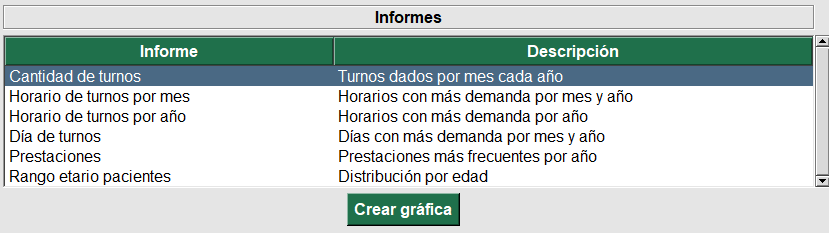 Informes
Informe Descripción
Cantidad de turnos Turnos dados por mes cada año
Horario de turnos por mes Horarios con más demanda por mes y año
Horario de turnos por año Horarios con más demanda por año
Día de turnos Días con más demanda por mes y año
Prestaciones Prestaciones más frecuentes por año
Rango etario pacientes Distribución por edad
Crear gráfica